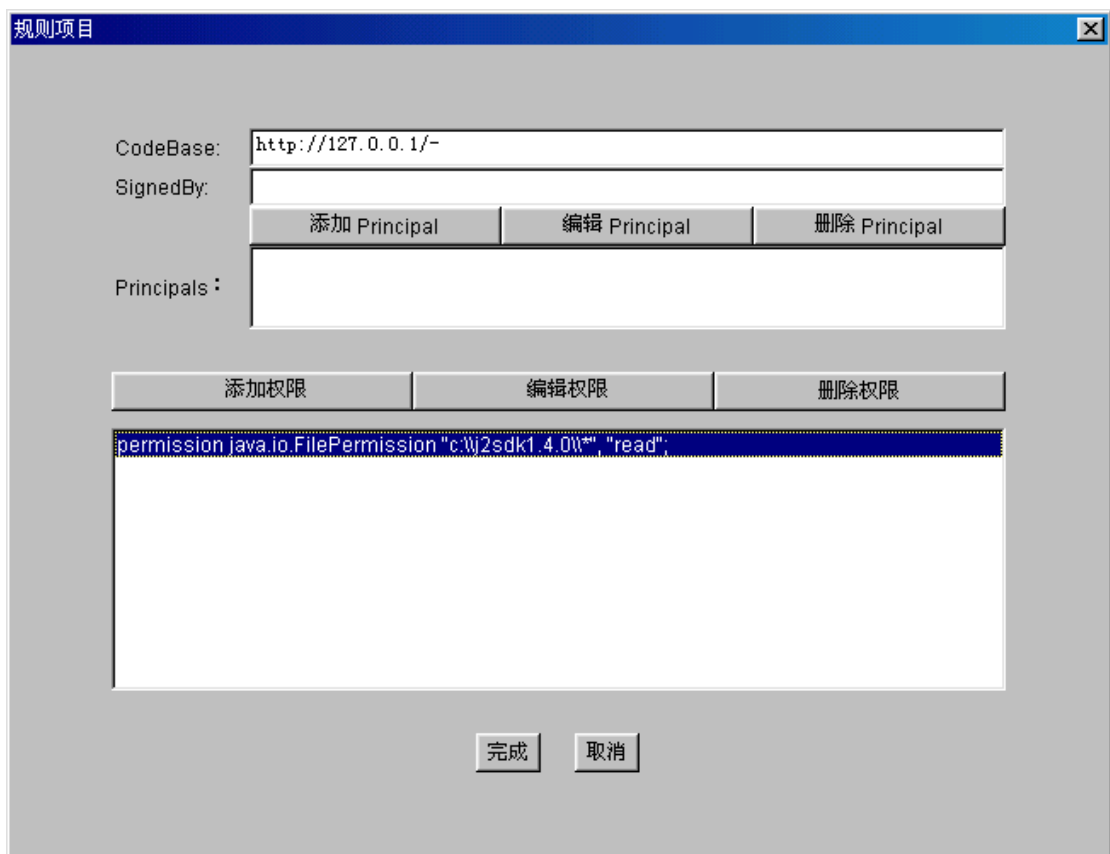 规则项目
CodeBase: http://127.0.0.1/-
SignedBy:
添加 Principal 编辑 Principal 删除 Principal
Principals：
添加权限 编辑权限 删除权限
permission java.io.FilePermission "c:\\j2sdk1.4.0\\*", "read";
完成 取消